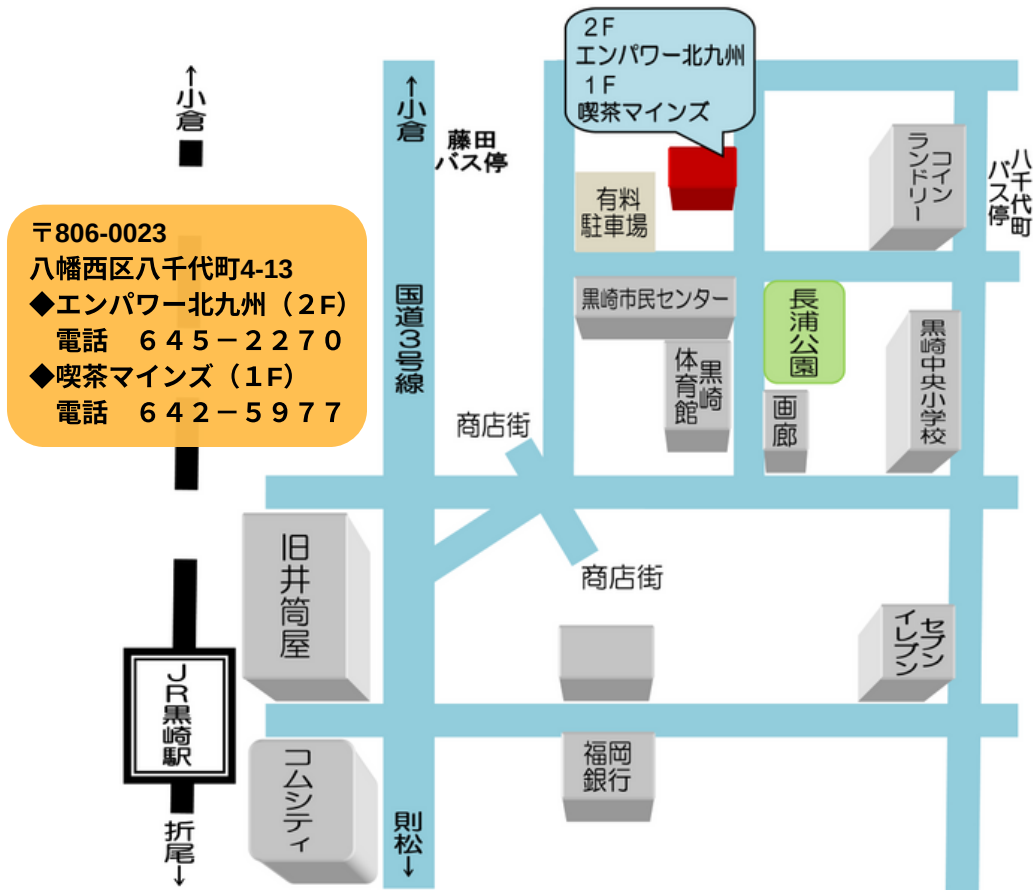 2F
エンパワー北九州
1F
喫茶マインズ
↑小倉
↑小倉
藤田
バス停
コイン
ランドリー
八千代町
バス停
有料
駐車場
〒806-0023
八幡西区八千代町4-13
◆エンパワー北九州（２F）
電話　６４５－２２７０
◆喫茶マインズ（１F）
電話　６４２－５９７７
国道3号線
黒崎市民センター
長浦公園
黒崎
体育館
黒崎中央小学校
画廊
商店街
旧井筒屋
商店街
セブン
イレブン
JR黒崎駅
コムシティ
福岡
銀行
折尾↓
則松↓